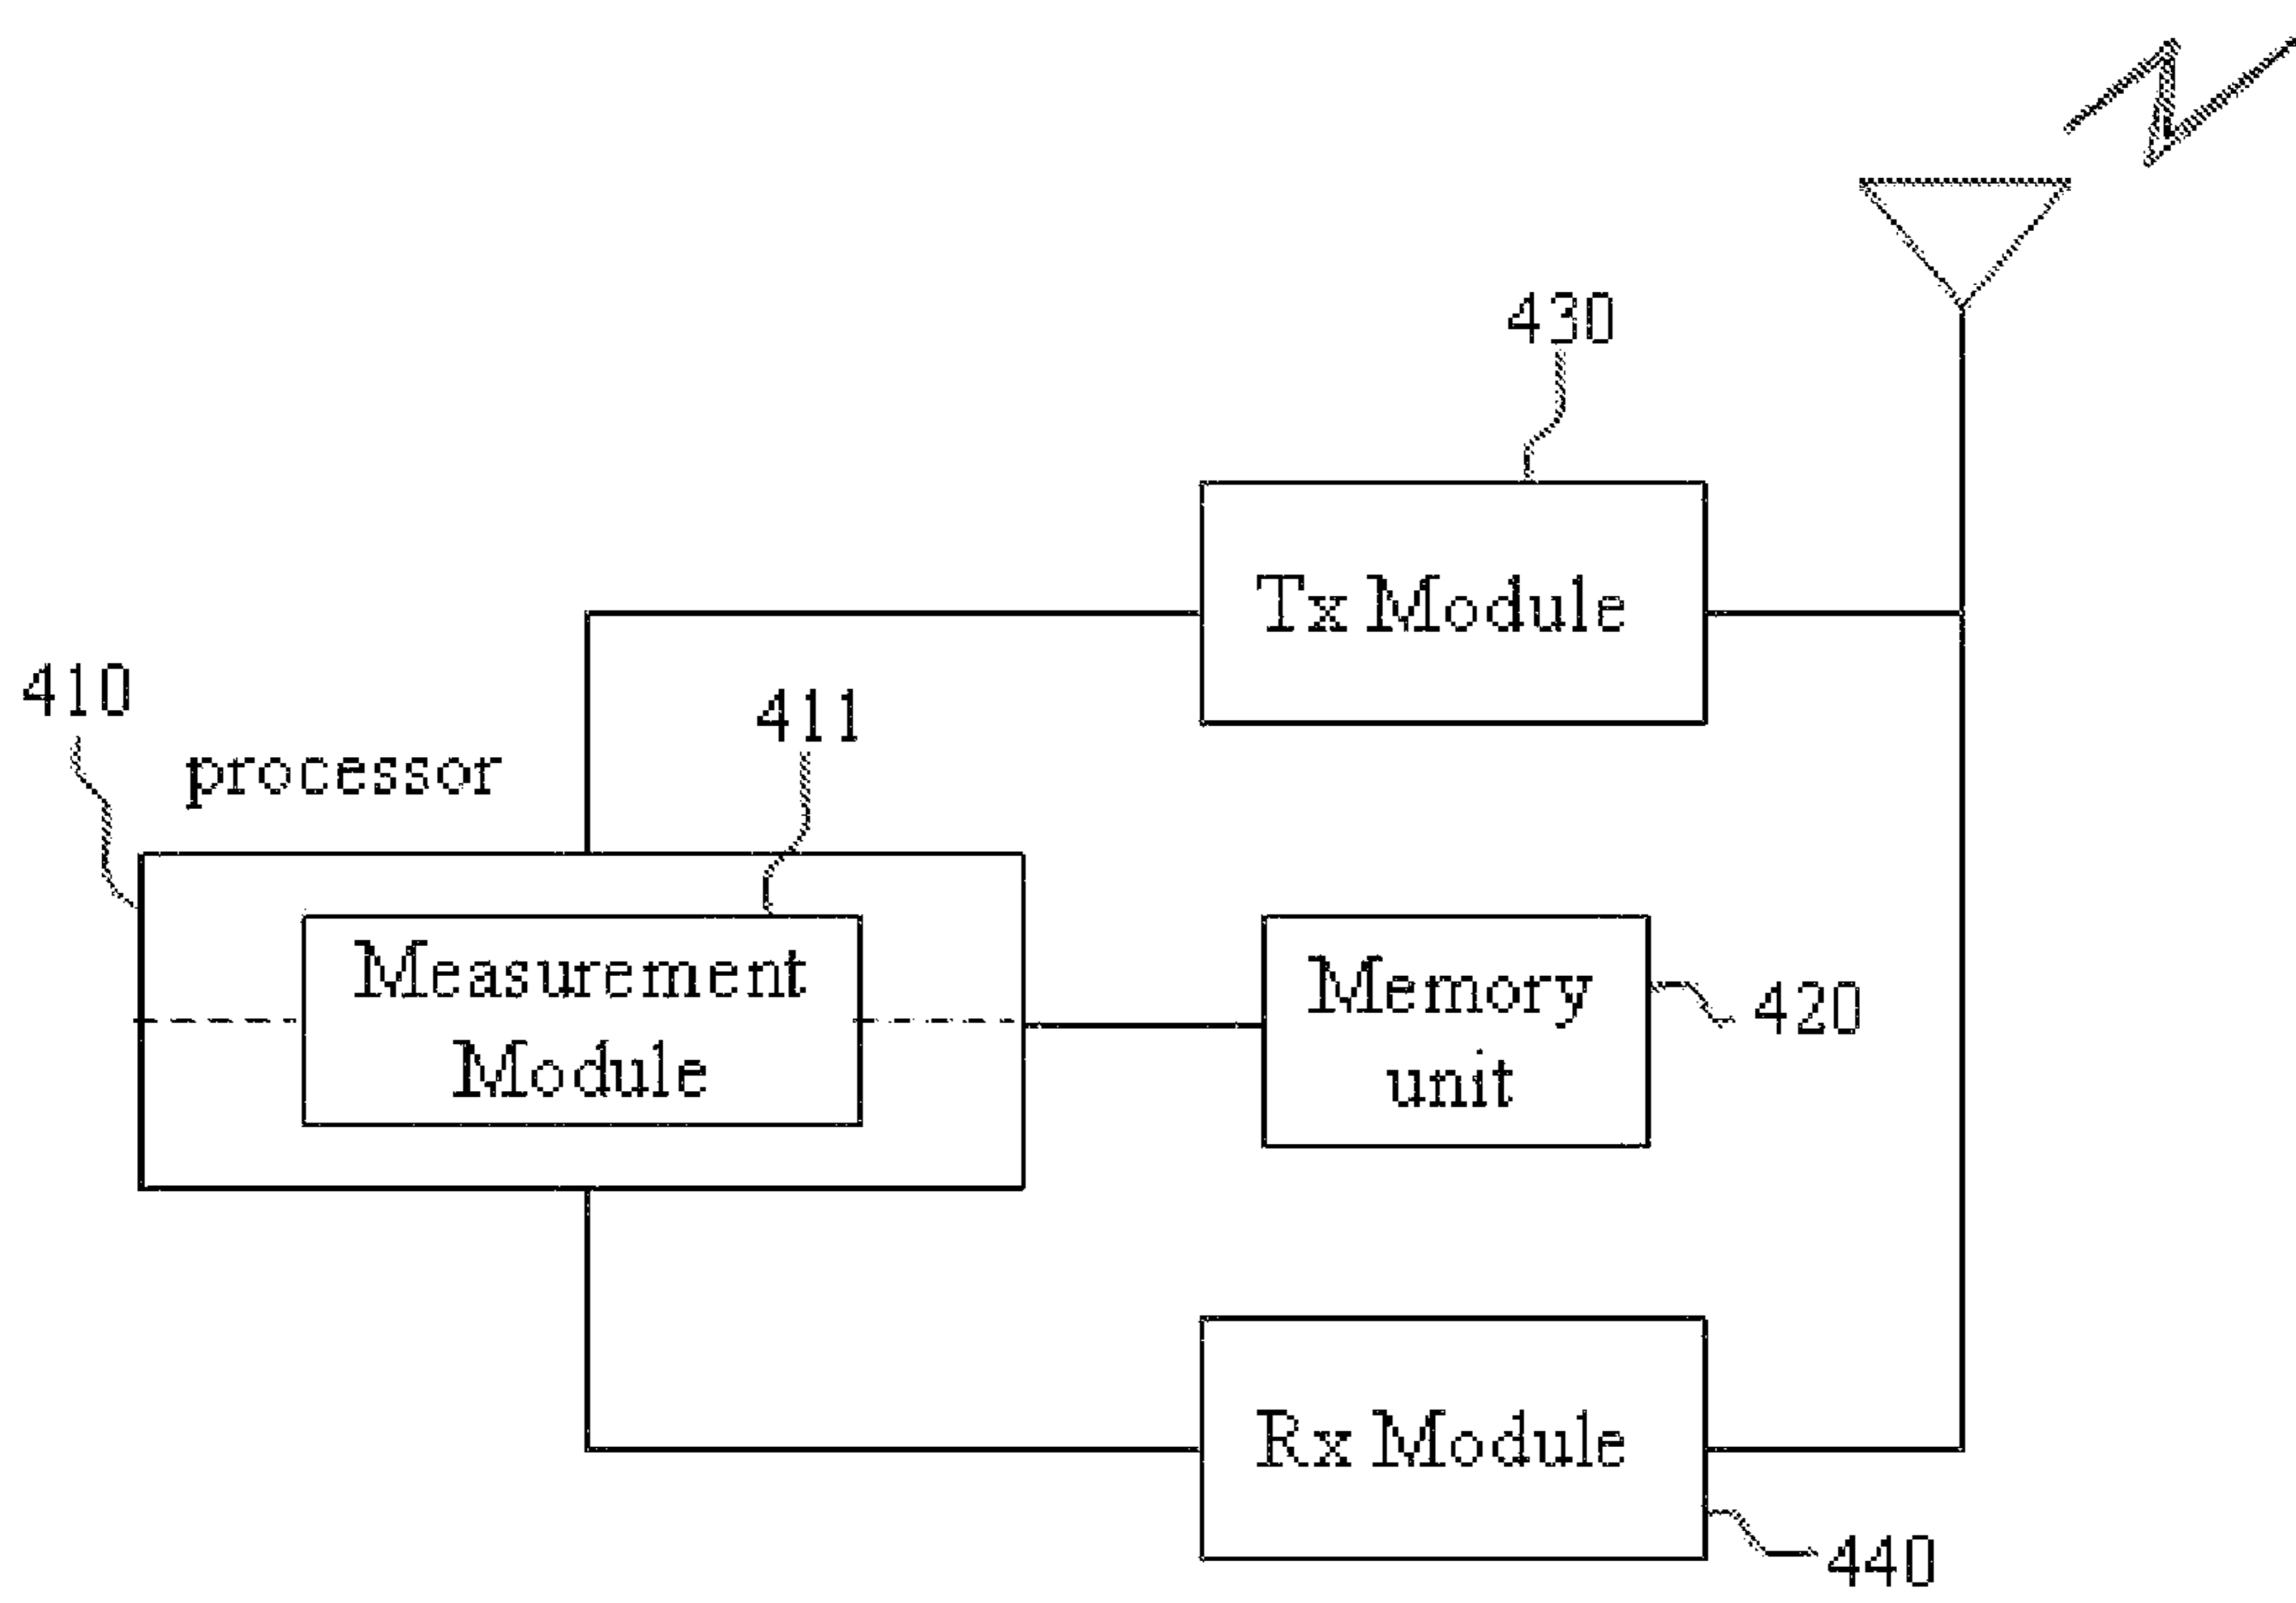 430
Tx Module
410
processor
411
Measurement
Module
Memory
unit
420
Rx Module
440